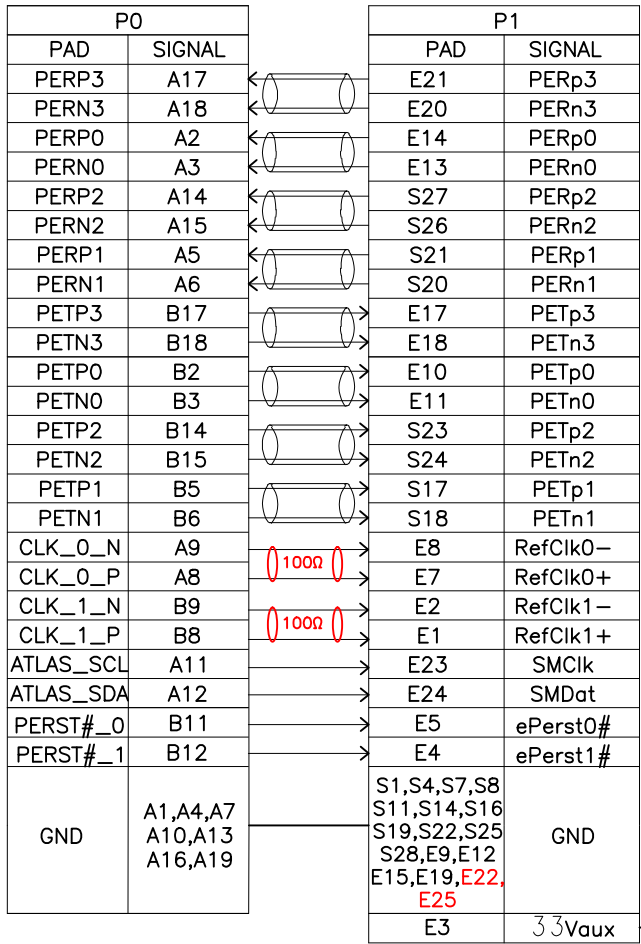 P0 P1
PAD SIGNAL PAD SIGNAL
PERP3 A17 E21 PERp3
PERN3 A18 E20 PERn3
PERP0 A2 E14 PERp0
PERN0 A3 E13 PERn0
PERP2 A14 S27 PERp2
PERN2 A15 S26 PERn2
PERP1 A5 S21 PERp1
PERN1 A6 S20 PERn1
PETP3 B17 E17 PETp3
PETN3 B18 E18 PETn3
PETP0 B2 E10 PETp0
PETN0 B3 E11 PETn0
PETP2 B14 S23 PETp2
PETN2 B15 S24 PETn2
PETP1 B5 S17 PETp1
PETN1 B6 S18 PETn1
CLK_0_N A9 E8 RefClk0-
100Ω
CLK_0_P A8 E7 RefClk0+
CLK_1_N B9 E2 RefClk1-
100Ω
CLK_1_P B8 E1 RefClk1+
ATLAS_SCL A11 E23 SMClk
ATLAS_SDA A12 E24 SMDat
PERST#_0 B11 E5 ePerst0#
PERST#_1 B12 E4 ePerst1#
GND
A1,A4,A7
A10,A13
A16,A19
S1,S4,S7,S8
S11,S14,S16
S19,S22,S25
S28,E9,E12
E15,E19,E22,
E25
GND
E3 33Vaux